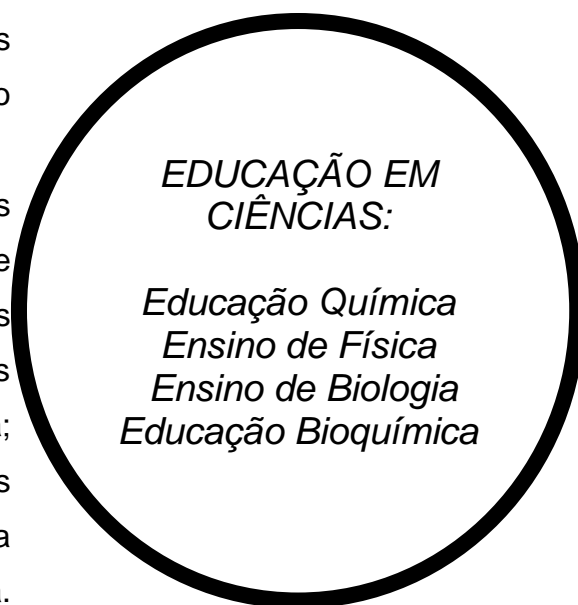 EDUCAÇÃO EM
CIÊNCIAS:
Educação Química
Ensino de Física
Ensino de Biologia
Educação Bioquímica